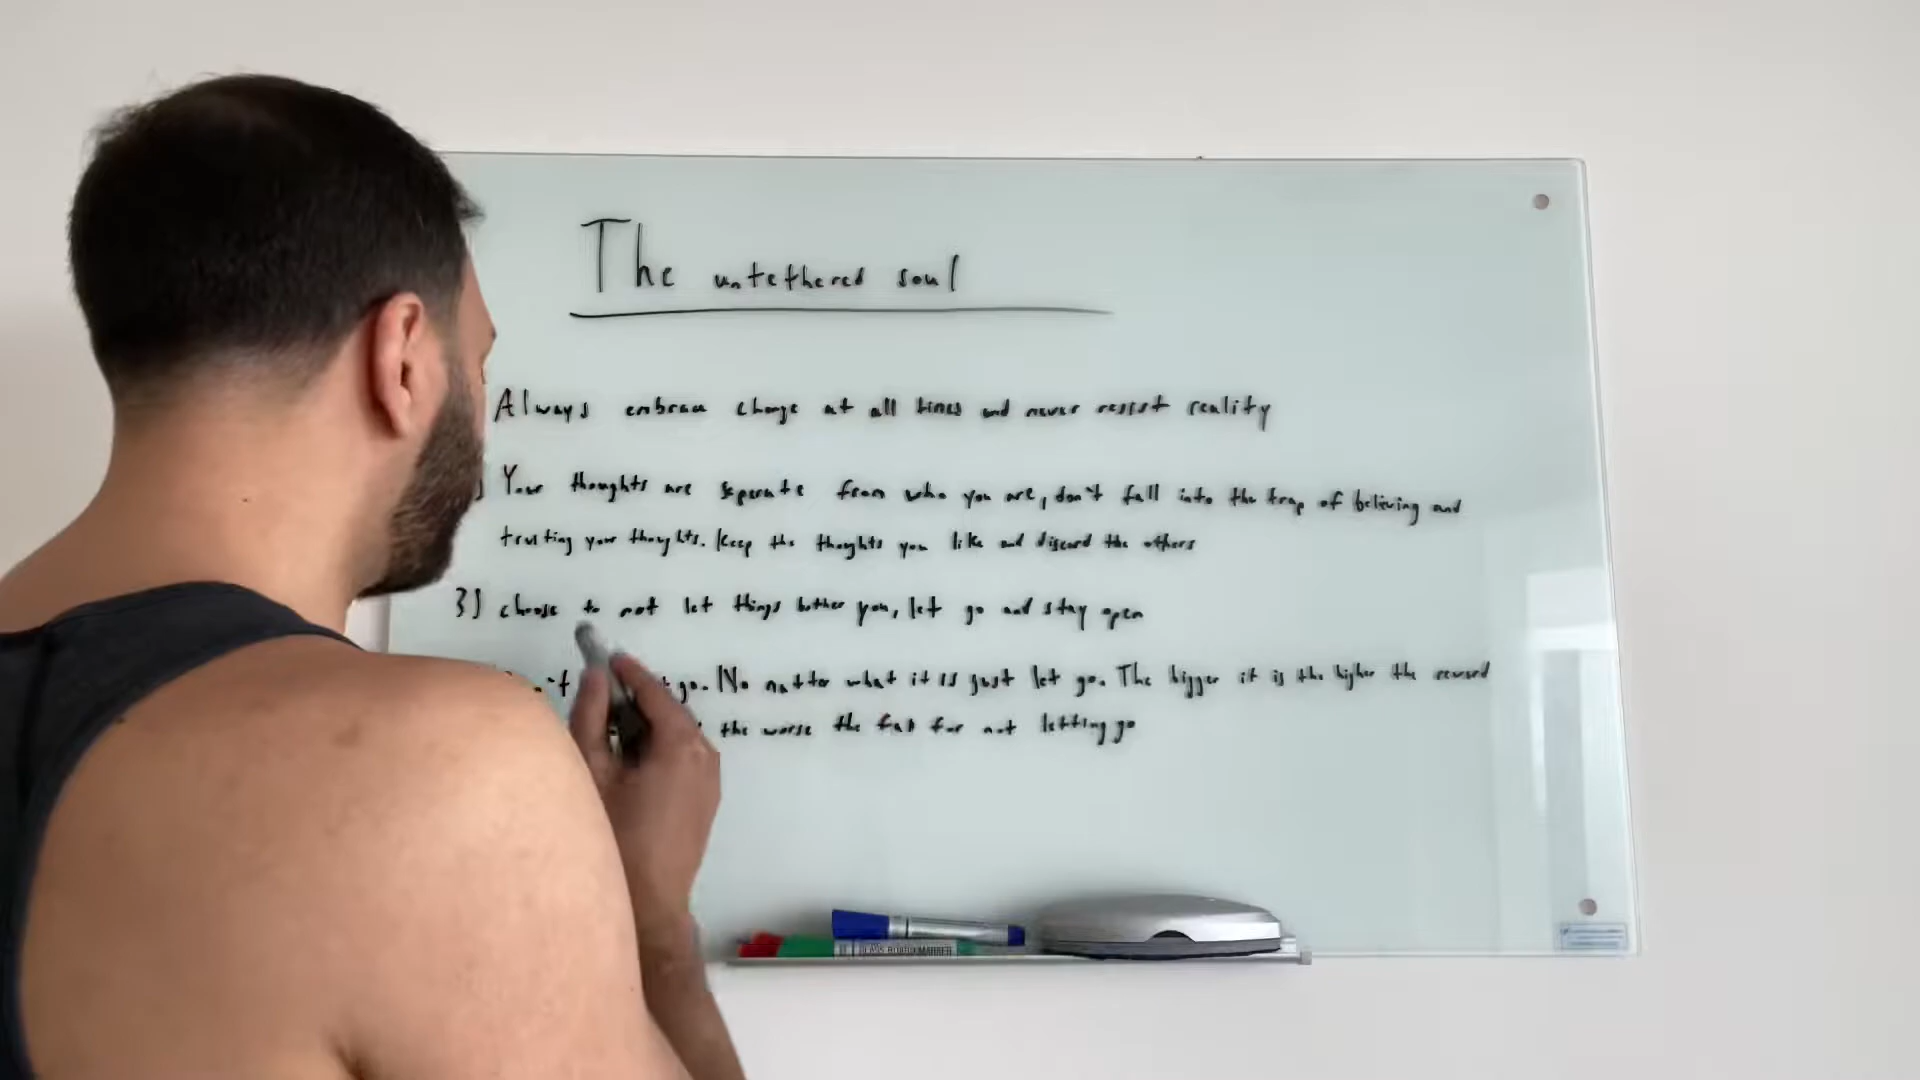 The untethered soul
Always embrace change at all times and never resist reality
) Your thoughts are seperate from who you are, don't fall into the trap of believing and
trusting your thoughts. Keep the thoughts you like and discard the others
3) choose to not let things bother you, let go and stay open
go. No matter what it is just let go. The bigger it is the higher the reward
the worse the fall for not letting go
GLASS BOARD MARKER